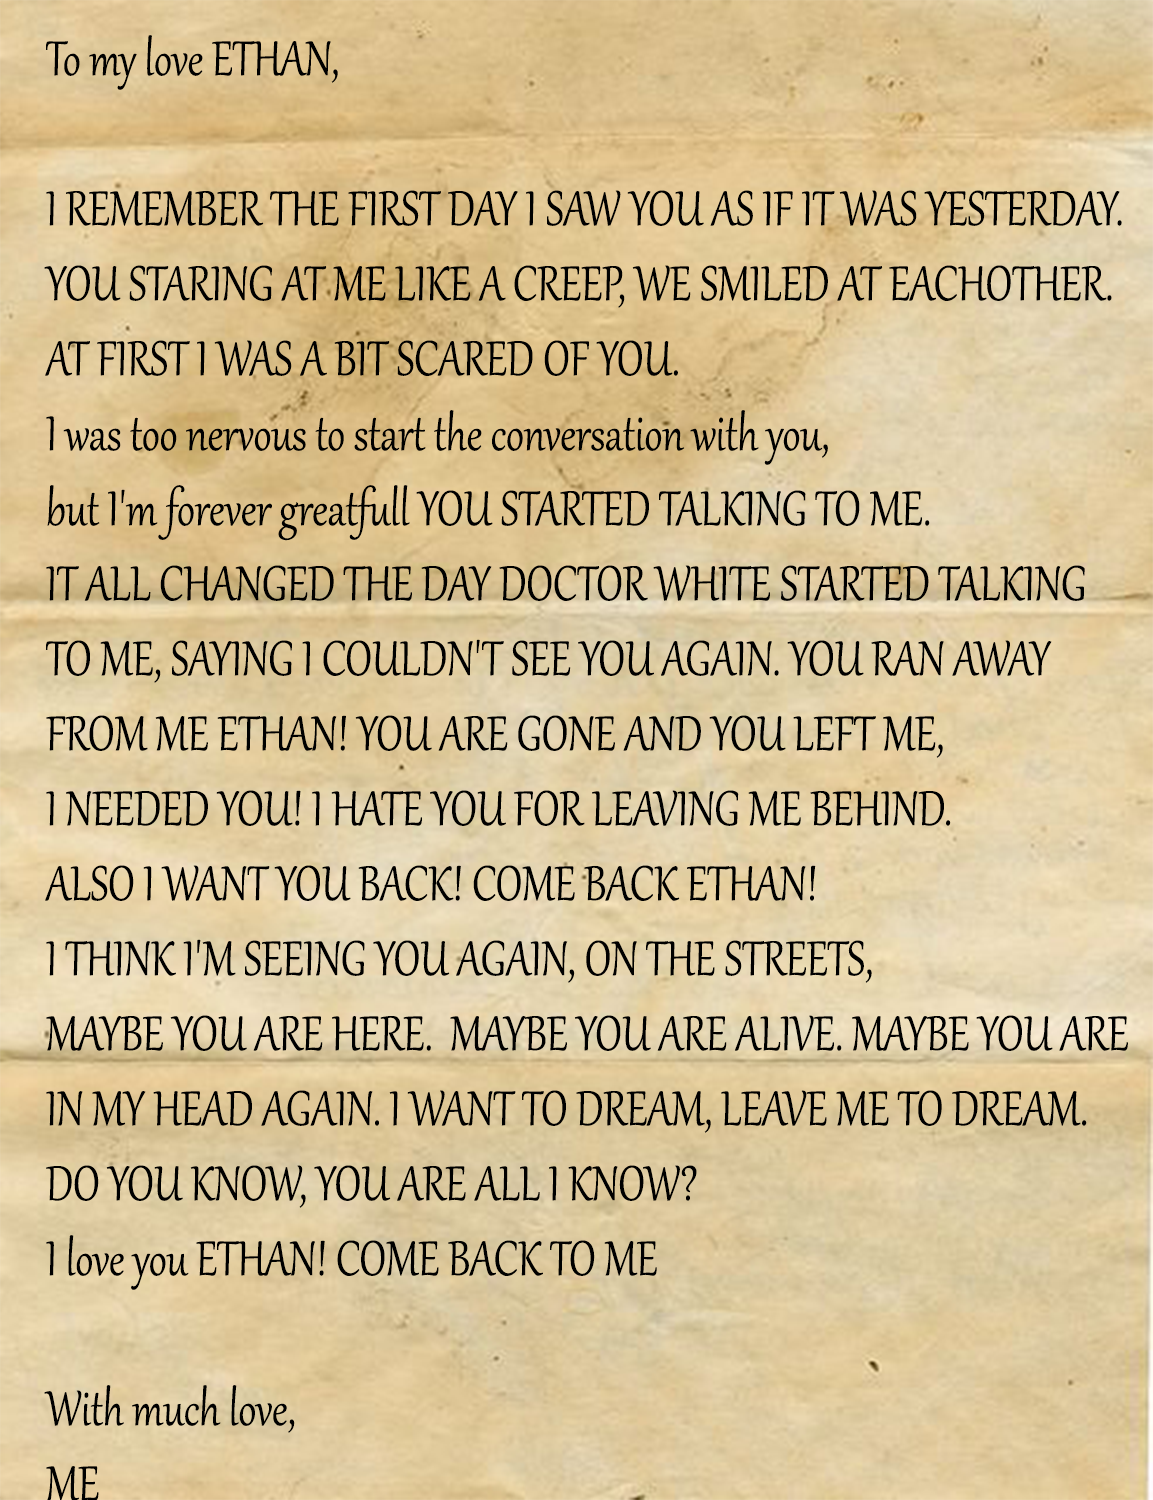 To my love ETHAN,
I REMEMBER THE FIRST DAY I SAW YOU AS IF IT WAS YESTERDAY.
YOU STARING AT ME LIKE A CREEP, WE SMILED AT EACHOTHER.
AT FIRST I WAS A BIT SCARED OF YOU.
I was too nervous to start the conversation with you,
but I'm forever greatfull YOU STARTED TALKING TO ME.
IT ALL CHANGED THE DAY DOCTOR WHITE STARTED TALKING
TO ME, SAYING I COULDN'T SEE YOU AGAIN. YOU RAN AWAY
FROM ME ETHAN! YOU ARE GONE AND YOU LEFT ME,
I NEEDED YOU! I HATE YOU FOR LEAVING ME BEHIND.
ALSO I WANT YOU BACK! COME BACK ETHAN!
I THINK I'M SEEING YOU AGAIN, ON THE STREETS,
MAYBE YOU ARE HERE.  MAYBE YOU ARE ALIVE. MAYBE YOU ARE
IN MY HEAD AGAIN. I WANT TO DREAM, LEAVE ME TO DREAM.
DO YOU KNOW, YOU ARE ALL I KNOW?
I love you ETHAN! COME BACK TO ME
With much love,
ME